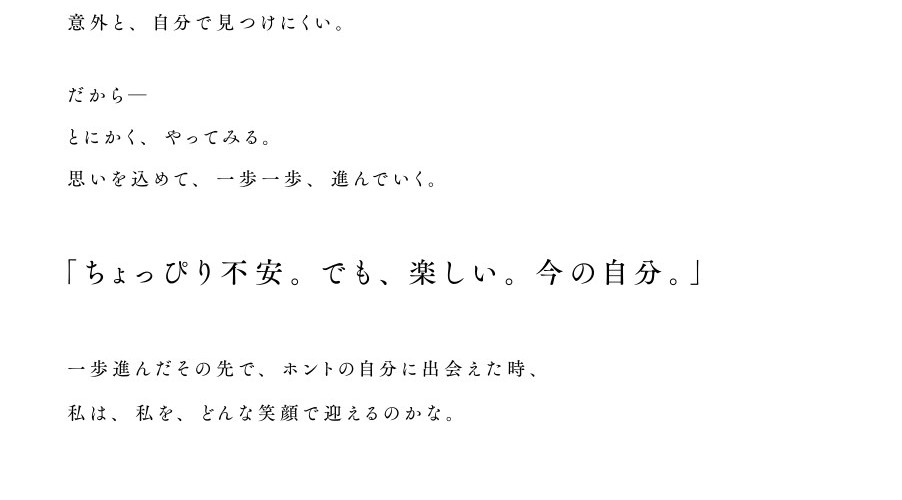 意外と、自分で見つけにくい。
だから―
とにかく、やってみる。
思いを込めて、一歩一歩、進んでいく。
「ちょっぴり不安。でも、楽しい。今の自分。」
一歩進んだその先で、ホントの自分に出会えた時、
私は、私を、どんな笑顔で迎えるのかな。